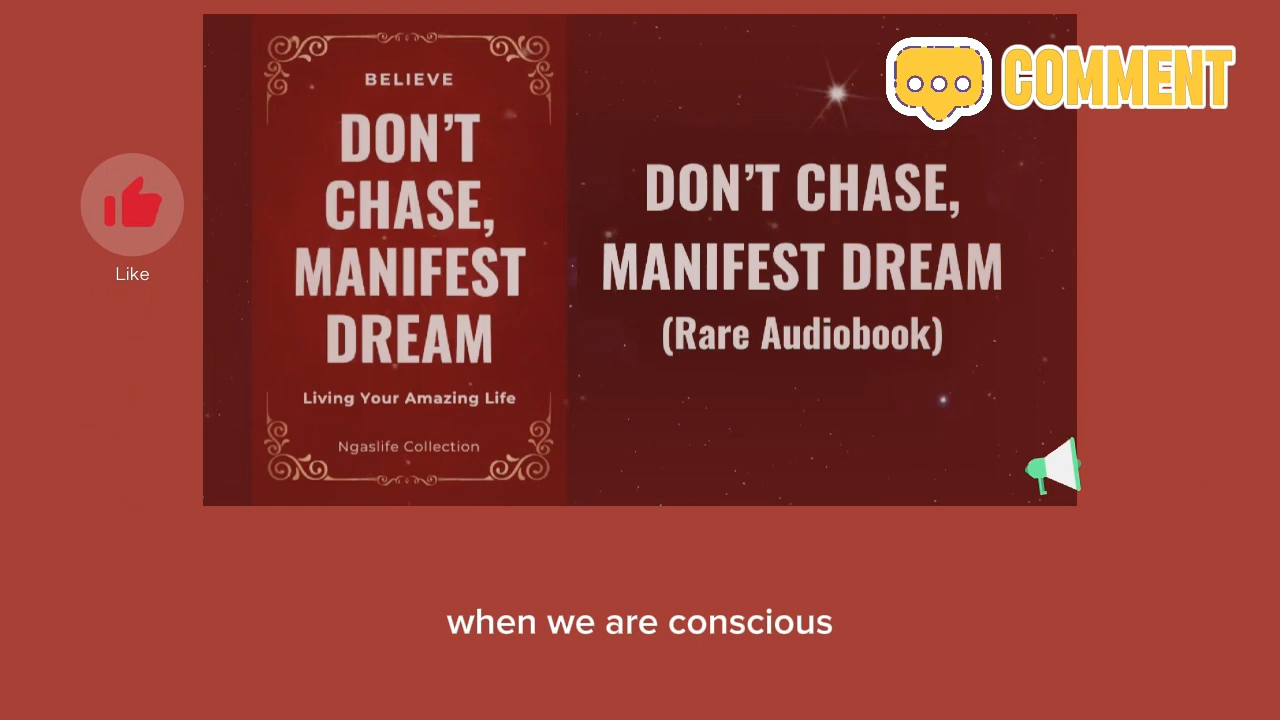 BELIEVE
DON'T
CHASE,
MANIFEST
DREAM
Living Your Amazing Life
Ngaslife Collection
DON'T CHASE,
MANIFEST DREAM
(Rare Audiobook)
COMMENT
Like
when we are conscious